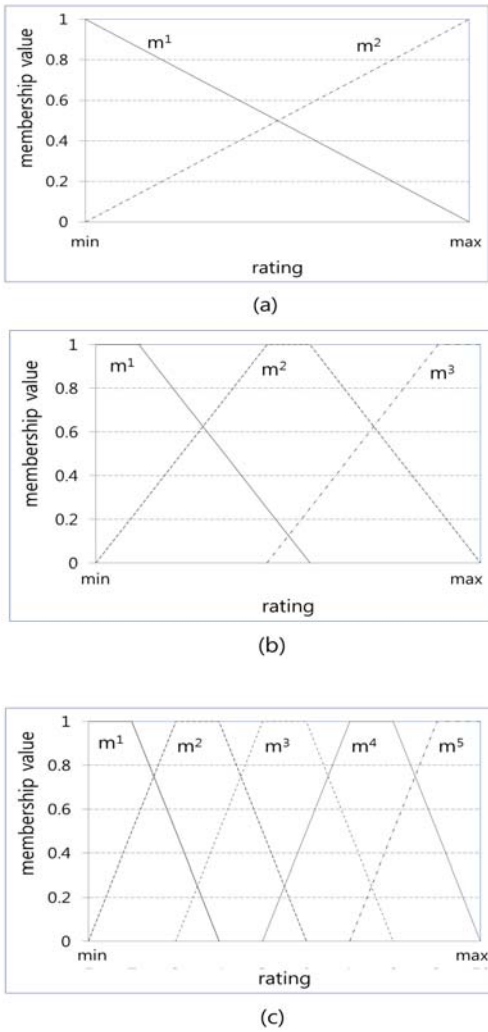 1
m¹
m²
0.8
0.6
0.4
0.2
0
membership value
min
max
rating
(a)
1
m¹
m²
m³
0.8
0.6
0.4
0.2
0
membership value
min
max
rating
(b)
1
m¹
m²
m³
m⁴
m⁵
0.8
0.6
0.4
0.2
0
membership value
min
max
rating
(c)